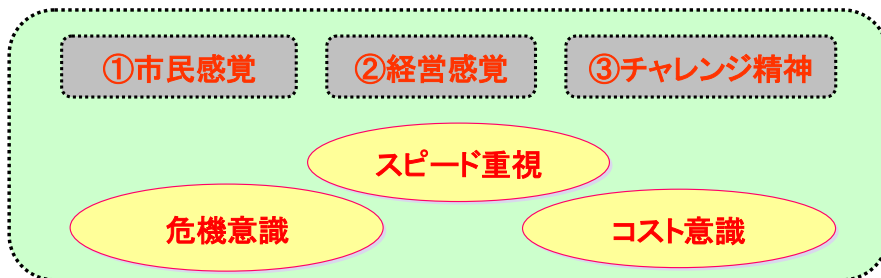 ①市民感覚
②経営感覚
③チャレンジ精神
スピード重視
危機意識
コスト意識